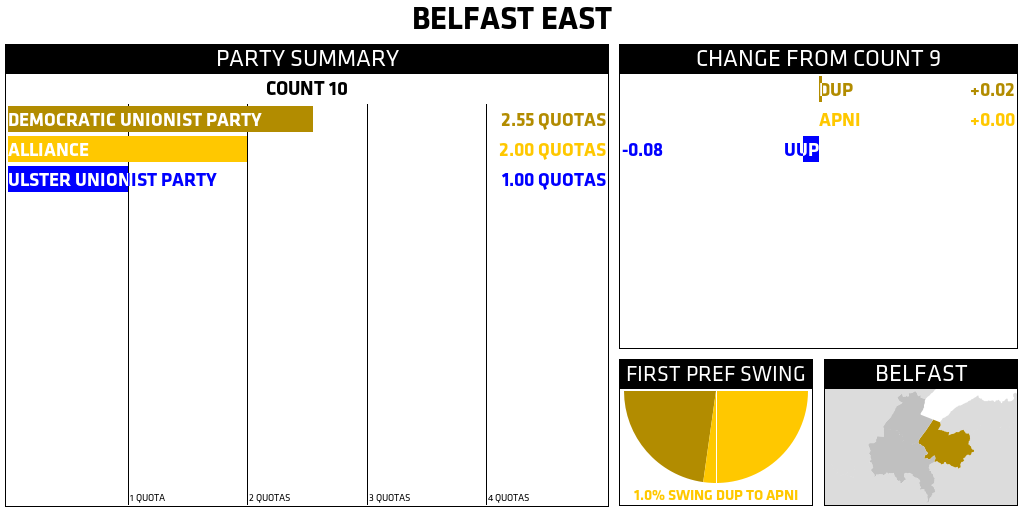 BELFAST EAST
PARTY SUMMARY
COUNT 10
DEMOCRATIC UNIONIST PARTY 2.55 QUOTAS
ALLIANCE 2.00 QUOTAS
ULSTER UNIONIST PARTY 1.00 QUOTAS
1 QUOTA 2 QUOTAS 3 QUOTAS 4 QUOTAS
CHANGE FROM COUNT 9
DUP +0.02
APNI +0.00
-0.08 UUP
FIRST PREF SWING
1.0% SWING DUP TO APNI
BELFAST